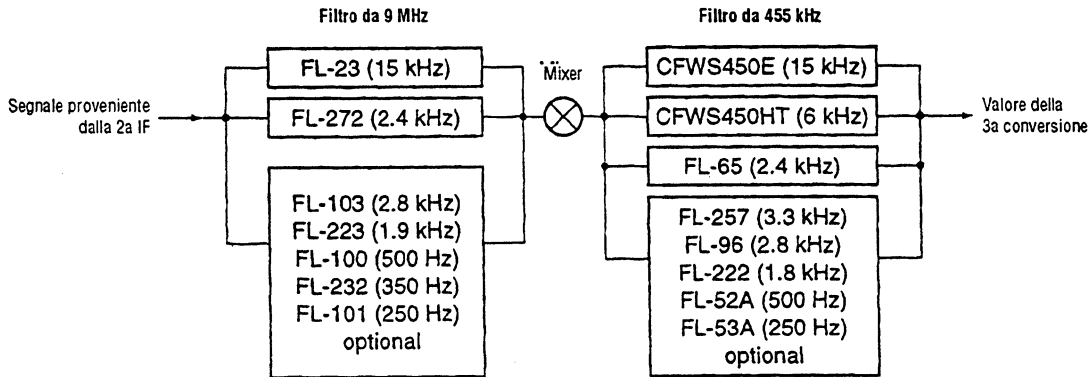 Filtro da 9 MHz
Filtro da 455 kHz
FL-23 (15 kHz)
FL-272 (2.4 kHz)
FL-103 (2.8 kHz)
FL-223 (1.9 kHz)
FL-100 (500 Hz)
FL-232 (350 Hz)
FL-101 (250 Hz)
optional
Segnale proveniente
dalla 2a IF
Mixer
CFWS450E (15 kHz)
CFWS450HT (6 kHz)
FL-65 (2.4 kHz)
FL-257 (3.3 kHz)
FL-96 (2.8 kHz)
FL-222 (1.8 kHz)
FL-52A (500 Hz)
FL-53A (250 Hz)
optional
Valore della
3a conversione